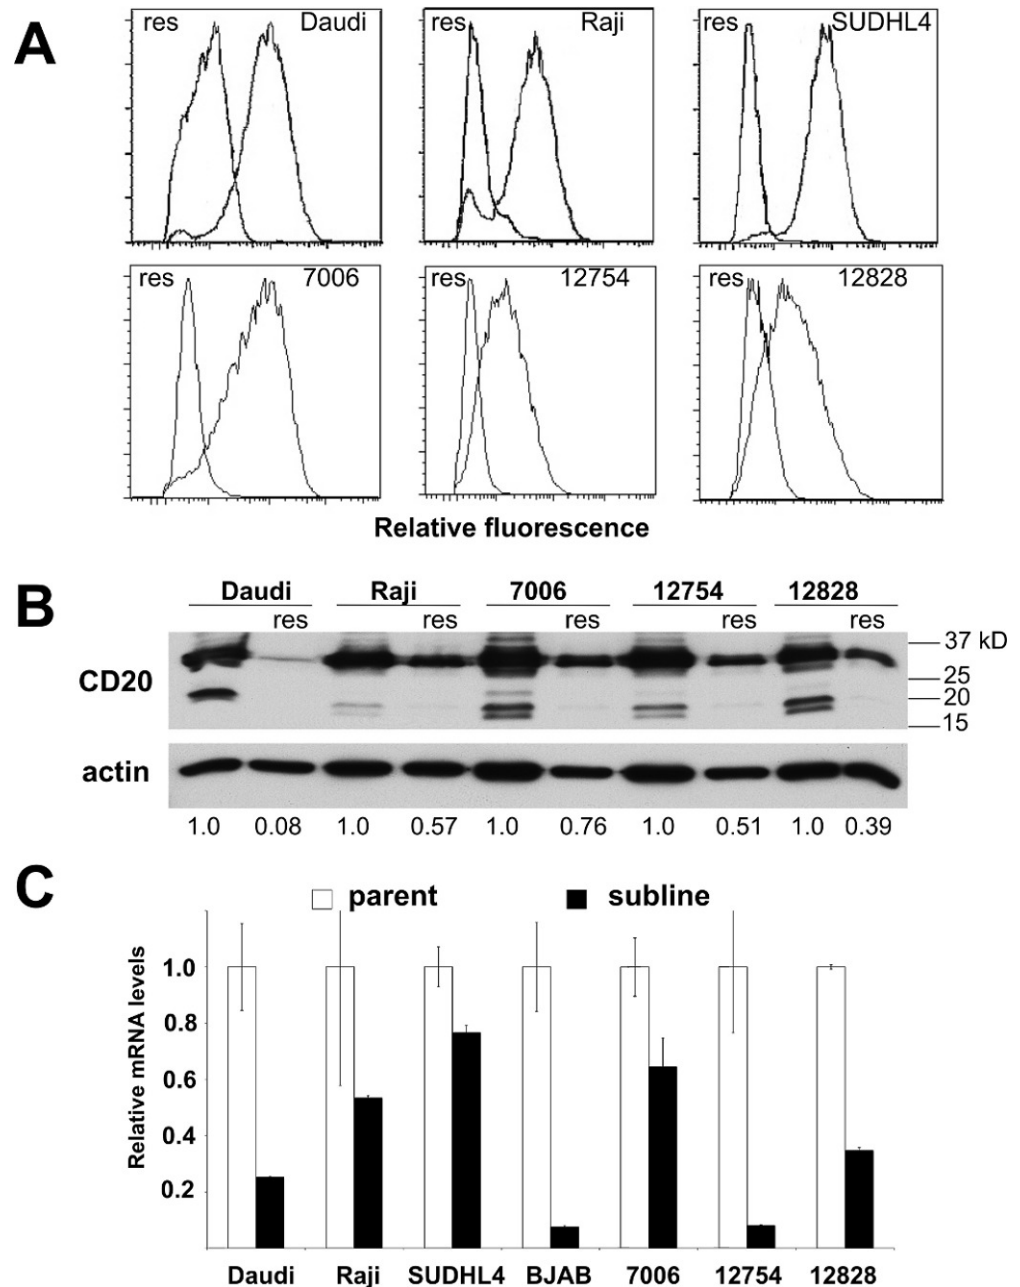 A
res Daudi
res Raji
res SUDHL4
res 7006
res 12754
res 12828
Relative fluorescence
B
Daudi Raji 7006 12754 12828
res res res res res
CD20
37 kD
25
20
15
actin
1.0 0.08 1.0 0.57 1.0 0.76 1.0 0.51 1.0 0.39
C
parent subline
Relative mRNA levels
1.0
0.8
0.6
0.4
0.2
Daudi Raji SUDHL4 BJAB 7006 12754 12828